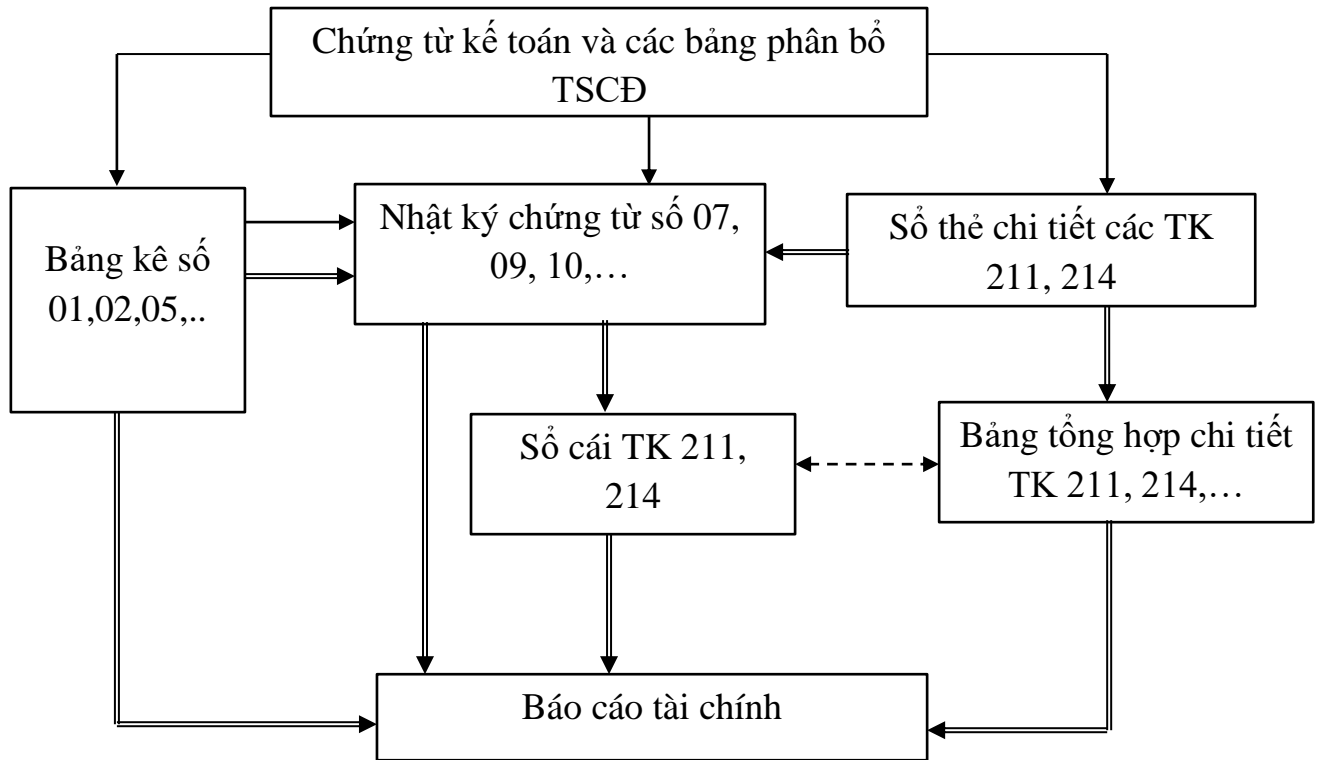 Chứng từ kế toán và các bảng phân bổ
TSCĐ
Bảng kê số
01,02,05,..
Nhật ký chứng từ số 07,
09, 10,…
Sổ thẻ chi tiết các TK
211, 214
Sổ cái TK 211,
214
Bảng tổng hợp chi tiết
TK 211, 214,…
Báo cáo tài chính